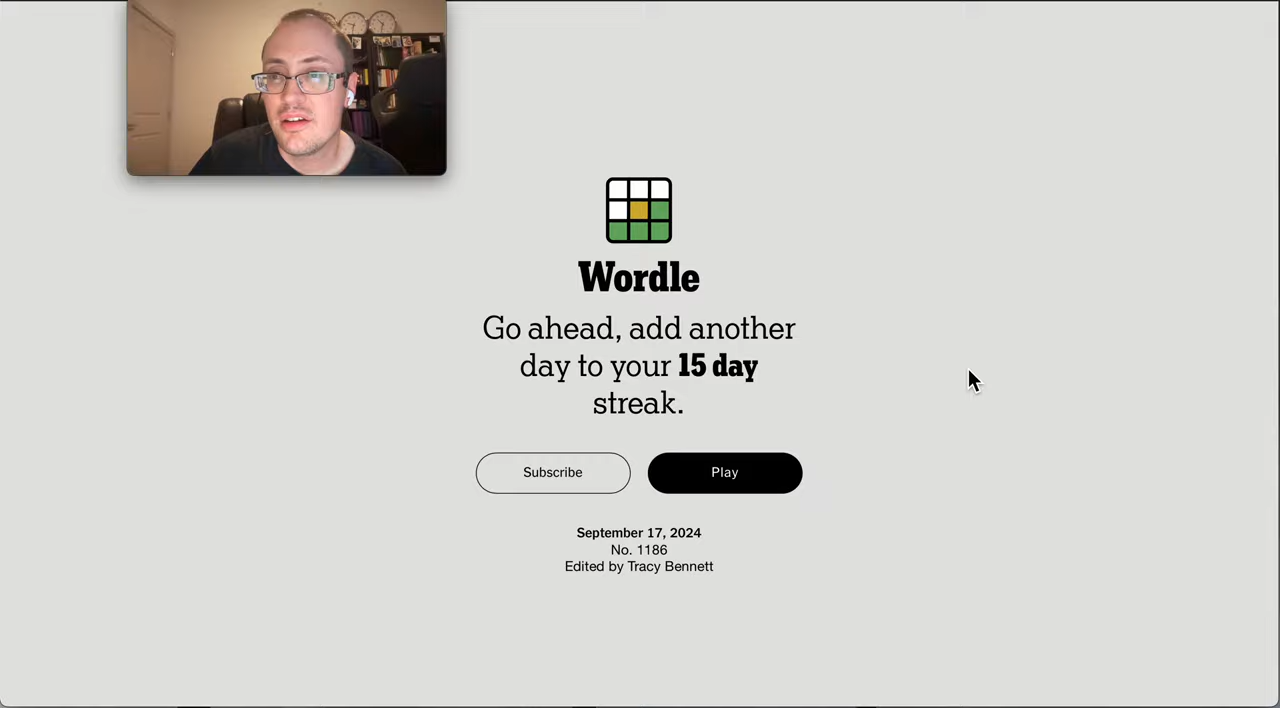 Wordle
Go ahead, add another
day to your 15 day
streak.
Subscribe
Play
September 17, 2024
No. 1186
Edited by Tracy Bennett